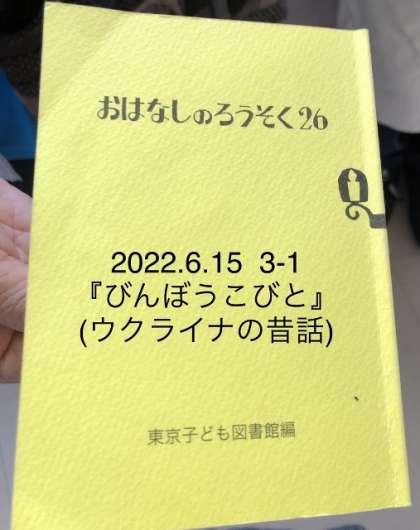 おはなしのろうそく26
2022.6.15 3-1
『びんぼうこびと』
(ウクライナの昔話)
東京子ども図書館編